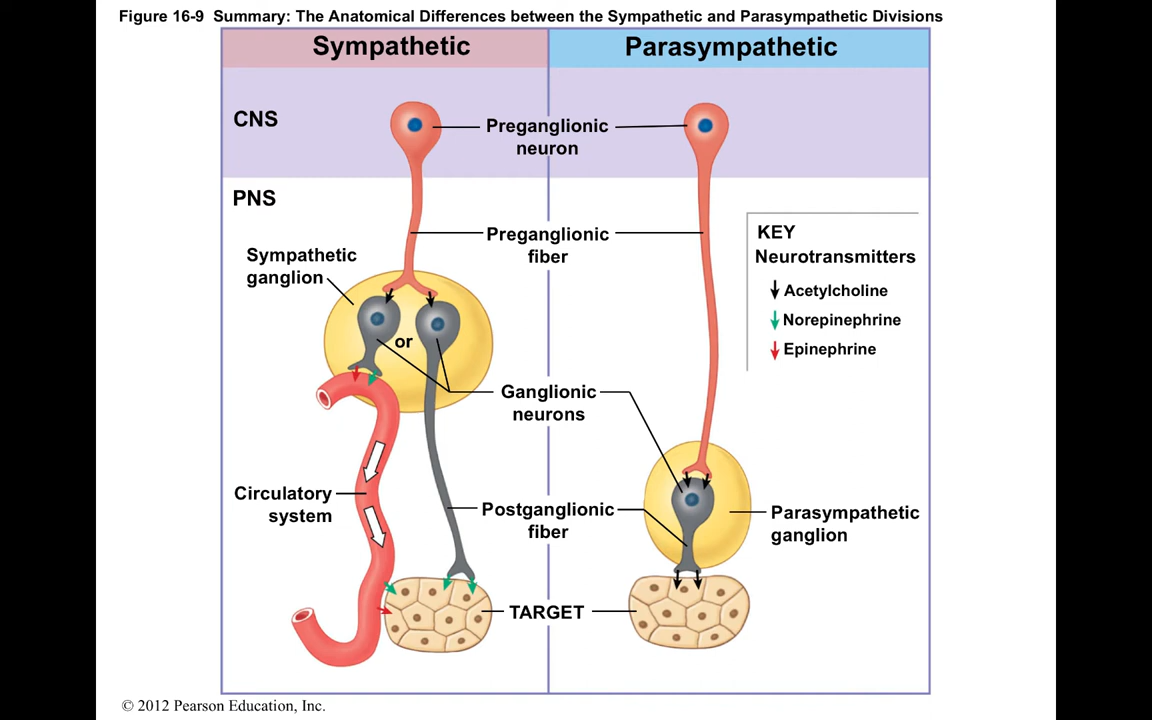 Figure 16-9  Summary: The Anatomical Differences between the Sympathetic and Parasympathetic Divisions
Sympathetic
Parasympathetic
CNS
Preganglionic
neuron
PNS
Preganglionic
fiber
KEY
Neurotransmitters
Acetylcholine
Norepinephrine
Epinephrine
Sympathetic
ganglion
or
Ganglionic
neurons
Circulatory
system
Postganglionic
fiber
Parasympathetic
ganglion
TARGET
© 2012 Pearson Education, Inc.